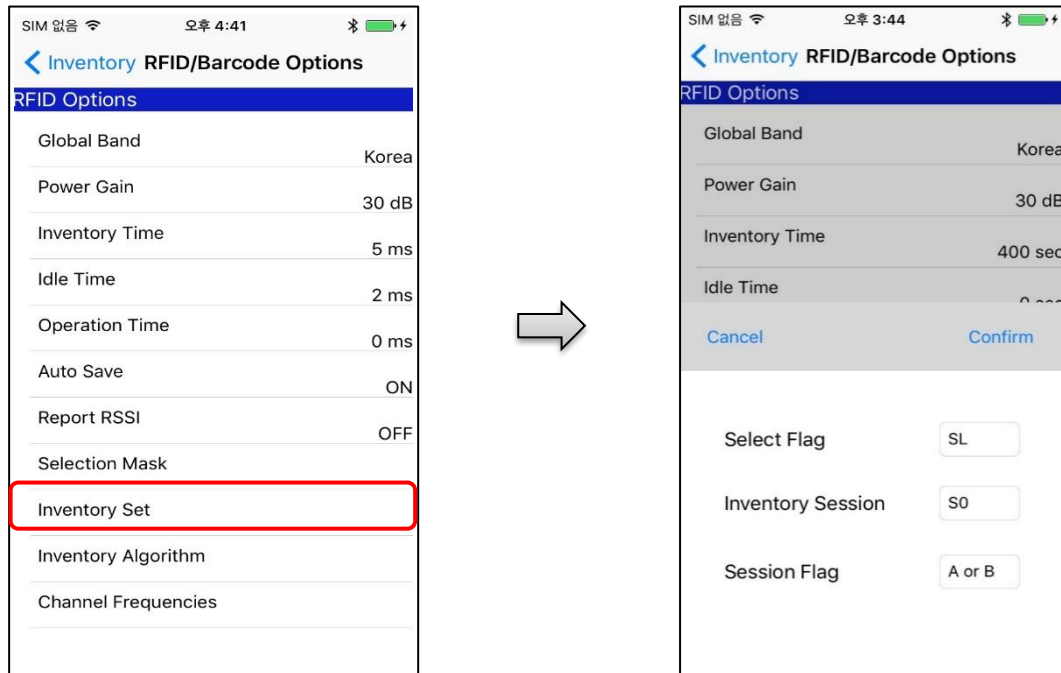 SIM 없음 오후 4:41
Inventory RFID/Barcode Options
RFID Options
Global Band
Korea
Power Gain
30 dB
Inventory Time
5 ms
Idle Time
2 ms
Operation Time
0 ms
Auto Save
ON
Report RSSI
OFF
Selection Mask
Inventory Set
Inventory Algorithm
Channel Frequencies
SIM 없음 오후 3:44
Inventory RFID/Barcode Options
RFID Options
Global Band
Korea
Power Gain
30 dB
Inventory Time
400 sec
Idle Time
Cancel Confirm
Select Flag SL
Inventory Session S0
Session Flag A or B